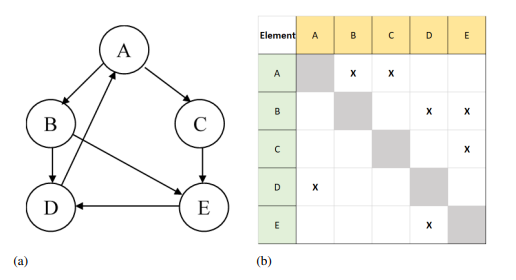 A
B
C
D
E
Element A B C D E
A X X
B X X
C X
D X
E X
(a)
(b)